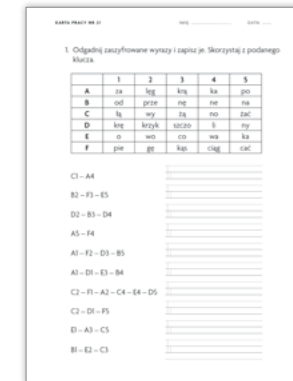 KARTA PRACY NR 21 IMIĘ DATA
1. Odgadnij zaszyfrowane wyrazy i zapisz je. Skorzystaj z podanego
klucza.
1 2 3 4 5
A za łęg krą ka po
B od prze nę ne na
C łą wy żą no żać
D krę krzyk szczo li ny
E o wo co wa ka
F pie gę kąp ciąg cać
C1 – A4
B2 – F3 – E5
D2 – B3 – D4
A5 – F4
A1 – F2 – D3 – B5
A1 – D1 – E3 – B4
C2 – F1 – A2 – C4 – E4 – D5
C2 – D1 – F5
E1 – A3 – C5
B1 – E2 – C3